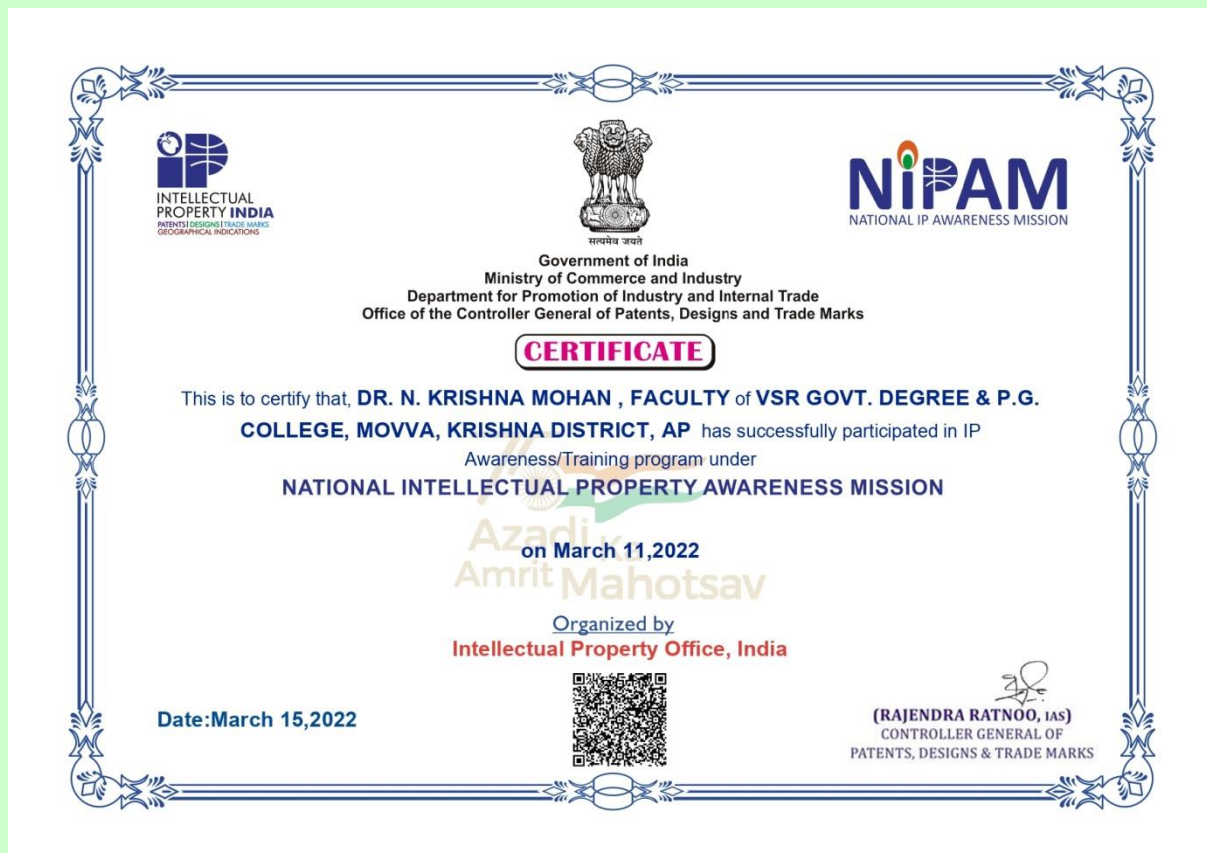 INTELLECTUAL
PROPERTY INDIA
PATENTS | DESIGNS | TRADE MARKS
GEOGRAPHICAL INDICATIONS
सत्यमेव जयते
NiPAM
NATIONAL IP AWARENESS MISSION
Government of India
Ministry of Commerce and Industry
Department for Promotion of Industry and Internal Trade
Office of the Controller General of Patents, Designs and Trade Marks
CERTIFICATE
This is to certify that, DR. N. KRISHNA MOHAN , FACULTY of VSR GOVT. DEGREE & P.G.
COLLEGE, MOVVA, KRISHNA DISTRICT, AP has successfully participated in IP
Awareness/Training program under
NATIONAL INTELLECTUAL PROPERTY AWARENESS MISSION
on March 11,2022
Azadi Ka
Amrit Mahotsav
Organized by
Intellectual Property Office, India
Date:March 15,2022
(RAJENDRA RATNOO, IAS)
CONTROLLER GENERAL OF
PATENTS, DESIGNS & TRADE MARKS